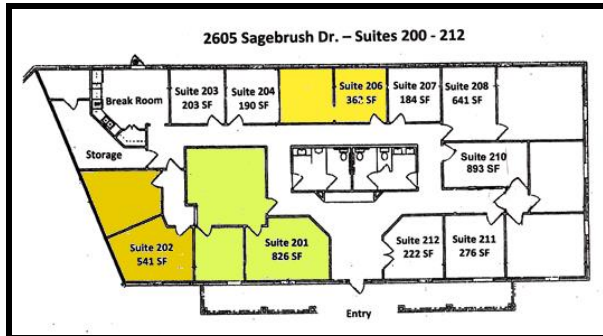 2605 Sagebrush Dr. – Suites 200 - 212
Break Room
Suite 203
203 SF
Suite 204
190 SF
Suite 206
362 SF
Suite 207
184 SF
Suite 208
641 SF
Storage
Suite 210
893 SF
Suite 202
541 SF
Suite 201
826 SF
Suite 212
222 SF
Suite 211
276 SF
Entry